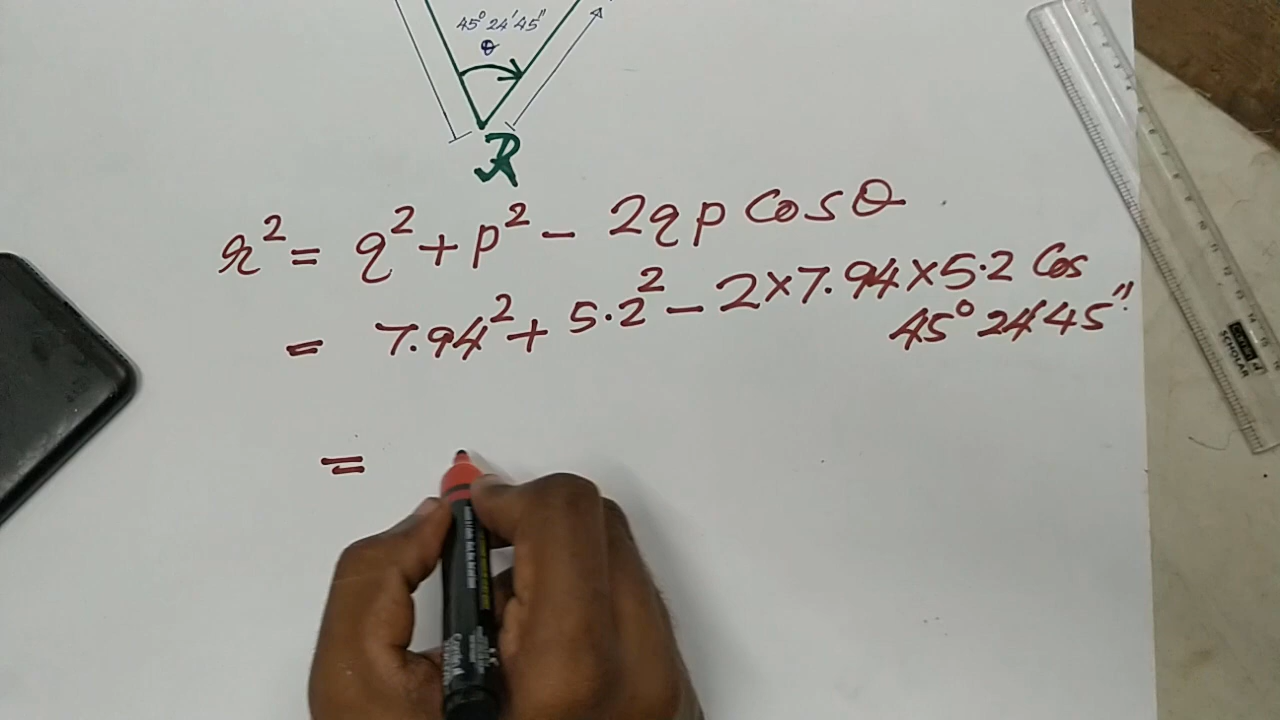 45° 24' 45"
θ
R
r² = q² + p² - 2qp Cos θ
= 7.94² + 5.2² - 2×7.94×5.2 Cos
45° 24' 45"
=
SCHOLAR